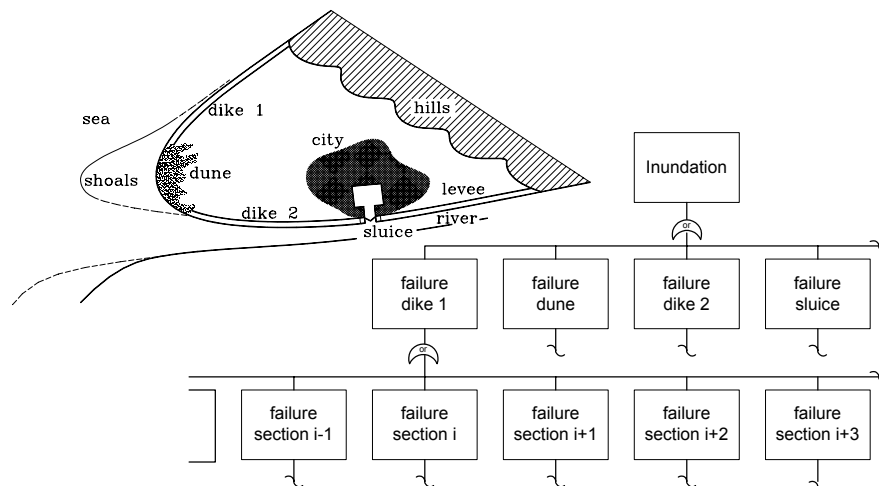 sea
dike 1
hills
city
shoals
dune
levee
dike 2
river
sluice
Inundation
or
failure
dike 1
failure
dune
failure
dike 2
failure
sluice
or
failure
section i-1
failure
section i
failure
section i+1
failure
section i+2
failure
section i+3